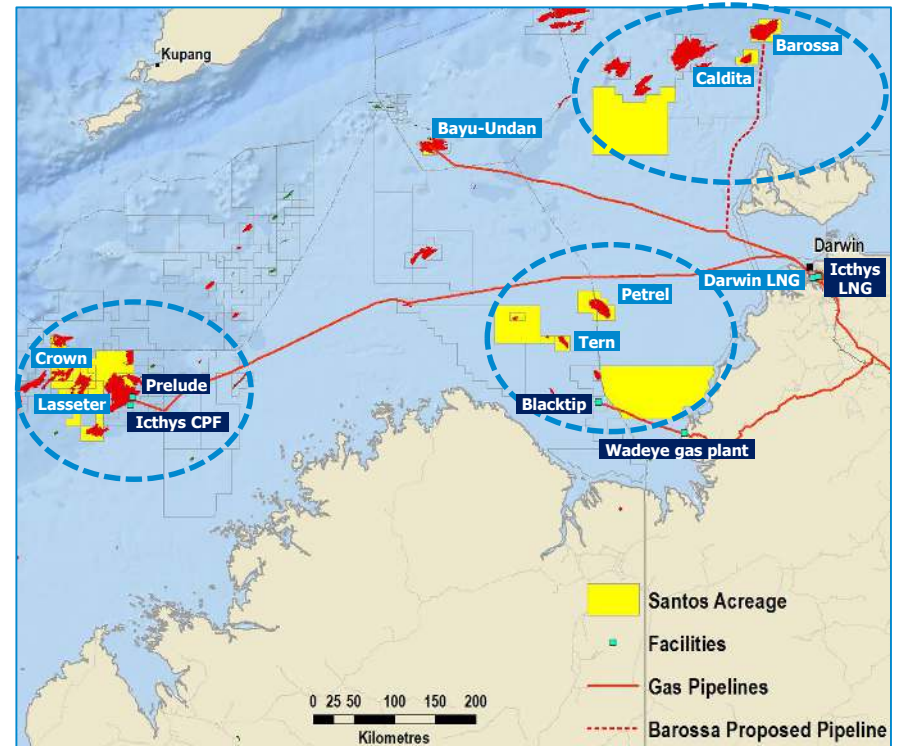 Kupang
Barossa
Caldita
Bayu-Undan
Darwin
Darwin LNG
Icthys
LNG
Petrel
Tern
Crown
Prelude
Lasseter
Icthys CPF
Blacktip
Wadeye gas plant
Santos Acreage
Facilities
Gas Pipelines
Barossa Proposed Pipeline
0 25 50 100 150 200
Kilometres